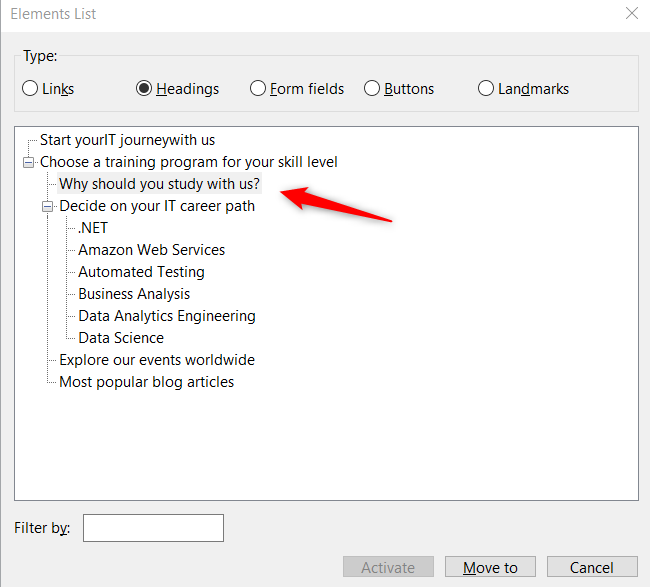 Elements List
Type:
Links Headings Form fields Buttons Landmarks
Start yourIT journeywith us
Choose a training program for your skill level
Why should you study with us?
Decide on your IT career path
.NET
Amazon Web Services
Automated Testing
Business Analysis
Data Analytics Engineering
Data Science
Explore our events worldwide
Most popular blog articles
Filter by:
Activate Move to Cancel